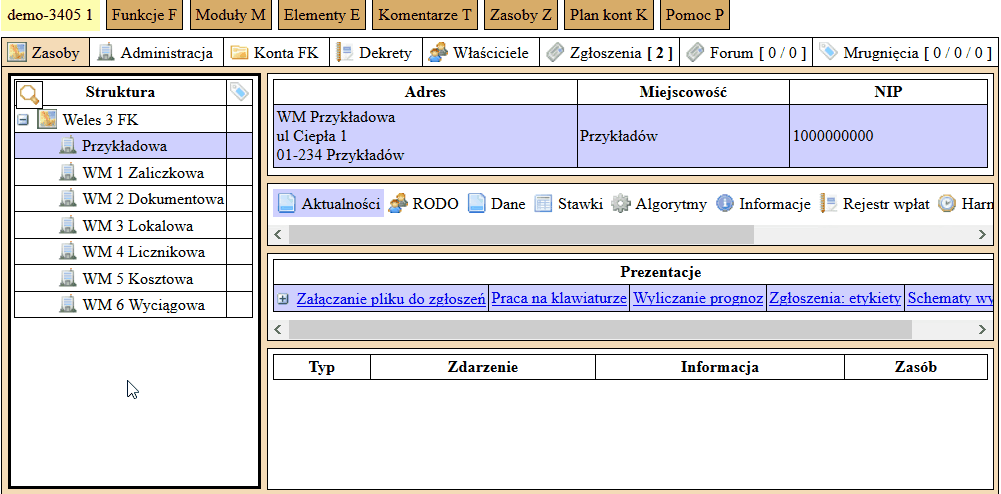 demo-3405 1 Funkcje F Moduły M Elementy E Komentarze T Zasoby Z Plan kont K Pomoc P
Zasoby Administracja Konta FK Dekrety Właściciele Zgłoszenia [ 2 ] Forum [ 0 / 0 ] Mrugnięcia [ 0 / 0 / 0 ]
Struktura
Weles 3 FK
Przykładowa
WM 1 Zaliczkowa
WM 2 Dokumentowa
WM 3 Lokalowa
WM 4 Licznikowa
WM 5 Kosztowa
WM 6 Wyciągowa
Adres Miejscowość NIP
WM Przykładowa
ul Ciepła 1
01-234 Przykładów
Przykładów
1000000000
Aktualności RODO Dane Stawki Algorytmy Informacje Rejestr wpłat Harn
Prezentacje
Załączanie pliku do zgłoszeń Praca na klawiaturze Wyliczanie prognoz Zgłoszenia: etykiety Schematy wy
Typ Zdarzenie Informacja Zasób